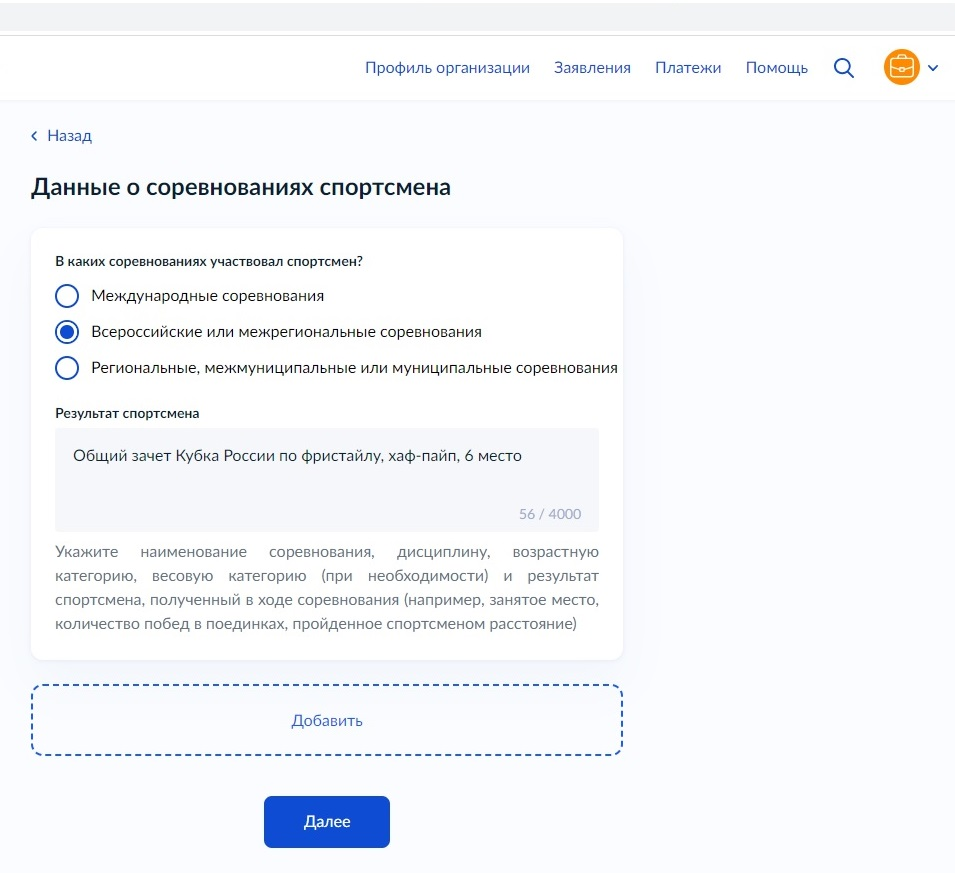 Профиль организации Заявления Платежи Помощь
Назад
Данные о соревнованиях спортсмена
В каких соревнованиях участвовал спортсмен?
Международные соревнования
Всероссийские или межрегиональные соревнования
Региональные, межмуниципальные или муниципальные соревнования
Результат спортсмена
Общий зачет Кубка России по фристайлу, хаф-пайп, 6 место
56 / 4000
Укажите наименование соревнования, дисциплину, возрастную
категорию, весовую категорию (при необходимости) и результат
спортсмена, полученный в ходе соревнования (например, занятое место,
количество побед в поединках, пройденное спортсменом расстояние)
Добавить
Далее